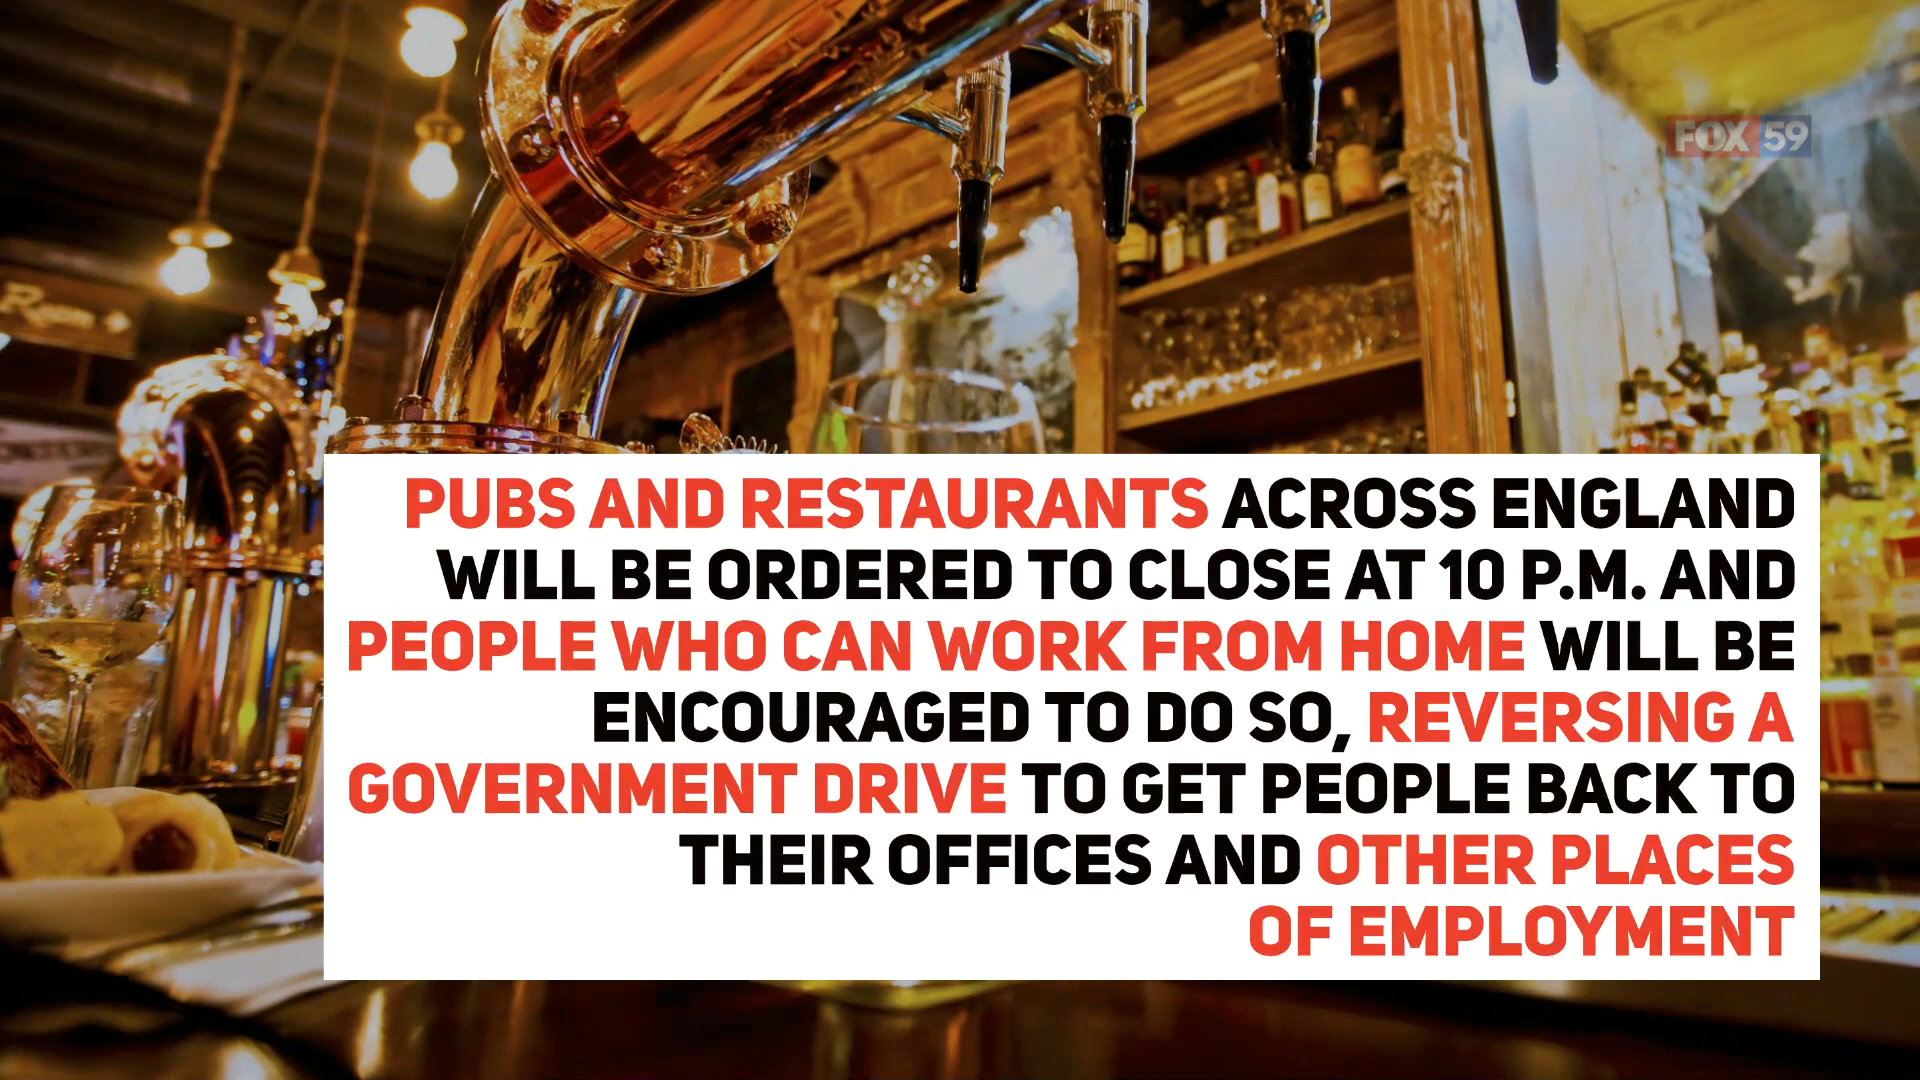 FOX 59
PUBS AND RESTAURANTS ACROSS ENGLAND
WILL BE ORDERED TO CLOSE AT 10 P.M. AND
PEOPLE WHO CAN WORK FROM HOME WILL BE
ENCOURAGED TO DO SO, REVERSING A
GOVERNMENT DRIVE TO GET PEOPLE BACK TO
THEIR OFFICES AND OTHER PLACES
OF EMPLOYMENT